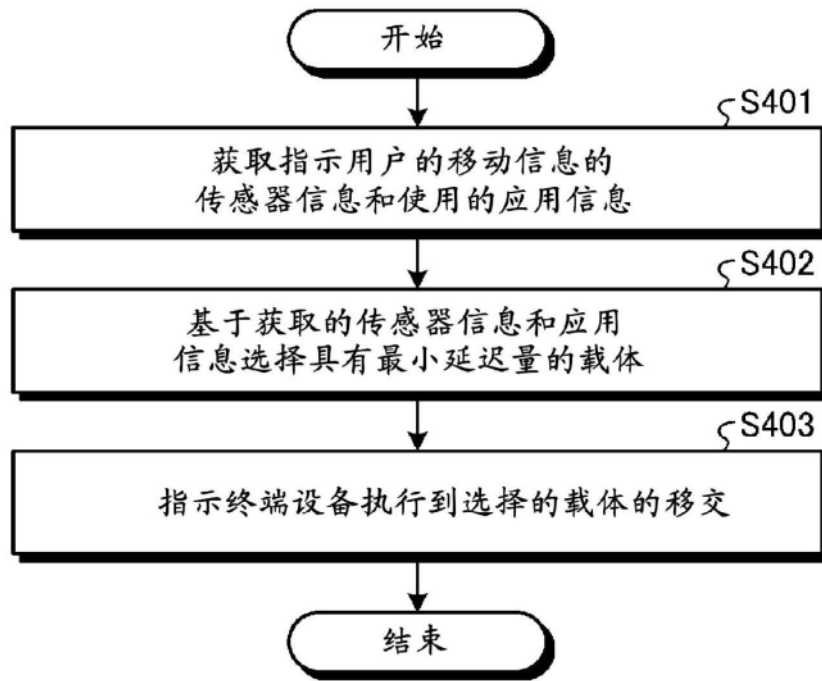 开始
S401
获取指示用户的移动信息的
传感器信息和使用的应用信息
S402
基于获取的传感器信息和应用
信息选择具有最小延迟量的载体
S403
指示终端设备执行到选择的载体的移交
结束